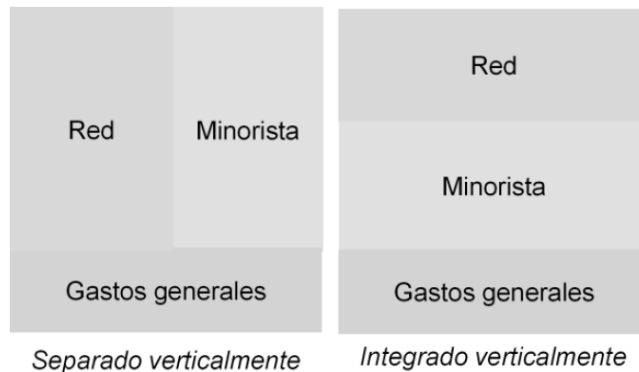 Red
Minorista
Gastos generales
Separado verticalmente
Red
Minorista
Gastos generales
Integrado verticalmente